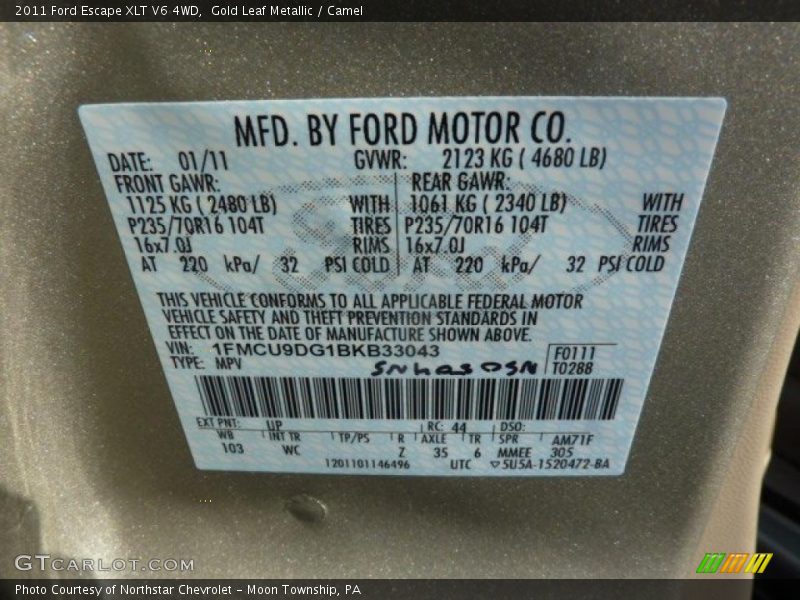 2011 Ford Escape XLT V6 4WD, Gold Leaf Metallic / Camel
MFD. BY FORD MOTOR CO.
DATE: 01/11 GVWR: 2123 KG ( 4680 LB)
FRONT GAWR: REAR GAWR:
1125 KG ( 2480 LB) WITH 1061 KG ( 2340 LB) WITH
P235/70R16 104T TIRES P235/70R16 104T TIRES
16x7.0J RIMS 16x7.0J RIMS
AT 220 kPa/ 32 PSI COLD AT 220 kPa/ 32 PSI COLD
THIS VEHICLE CONFORMS TO ALL APPLICABLE FEDERAL MOTOR
VEHICLE SAFETY AND THEFT PREVENTION STANDARDS IN
EFFECT ON THE DATE OF MANUFACTURE SHOWN ABOVE.
VIN: 1FMCU9DG1BKB33043 F0111
TYPE: MPV T0288
EXT PNT: UP RC: 44 DSO:
WB INT TR TP/PS R AXLE TR SPR AM71F
103 WC Z 35 6 MMEE 305
1201101146496 UTC ▽5U5A-1520472-BA
GTCARLOT.COM
Photo Courtesy of Northstar Chevrolet - Moon Township, PA